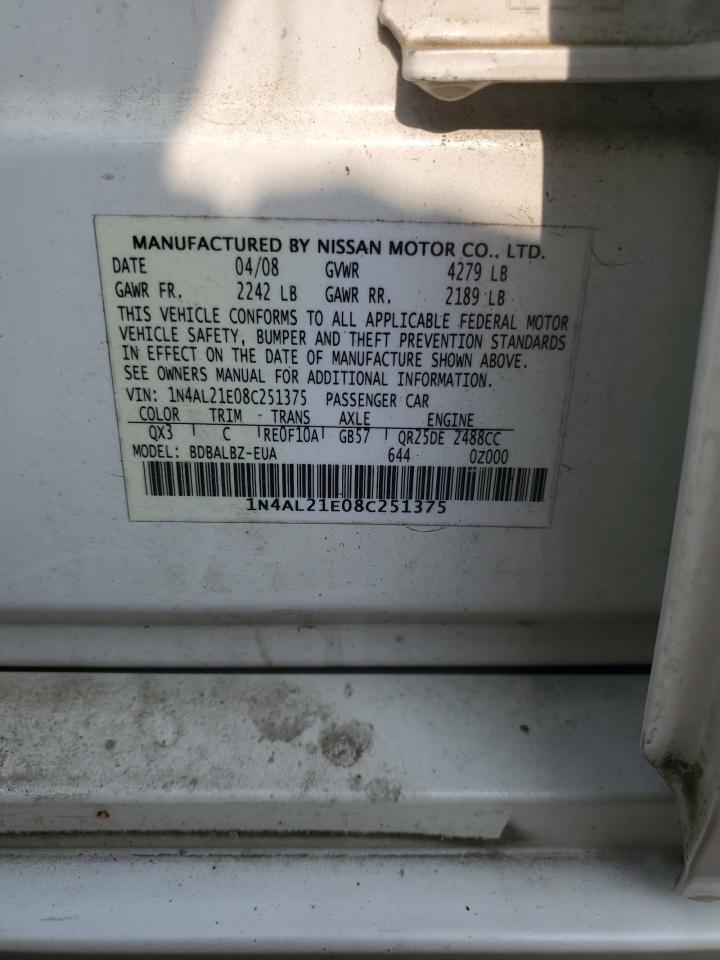 MANUFACTURED BY NISSAN MOTOR CO., LTD.
DATE 04/08 GVWR 4279 LB
GAWR FR. 2242 LB GAWR RR. 2189 LB
THIS VEHICLE CONFORMS TO ALL APPLICABLE FEDERAL MOTOR
VEHICLE SAFETY, BUMPER AND THEFT PREVENTION STANDARDS
IN EFFECT ON THE DATE OF MANUFACTURE SHOWN ABOVE.
SEE OWNERS MANUAL FOR ADDITIONAL INFORMATION.
VIN: 1N4AL21E08C251375 PASSENGER CAR
COLOR TRIM TRANS AXLE ENGINE
QX3 C RE0F10A GB57 QR25DE 2488CC
MODEL: BDBALBZ-EUA 644 0Z000
1N4AL21E08C251375